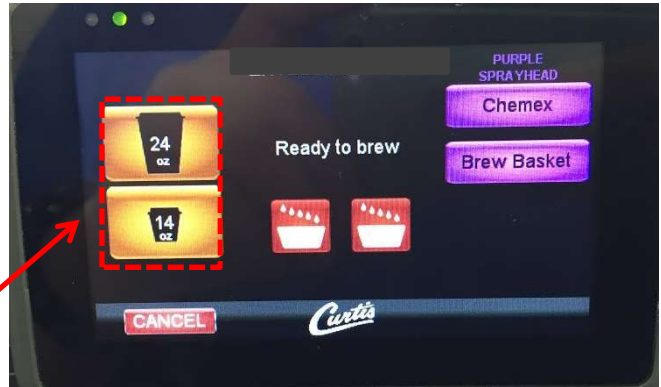 PURPLE
SPRAYHEAD
Chemex
24
oz
Ready to brew
Brew Basket
14
oz
CANCEL
Curtis